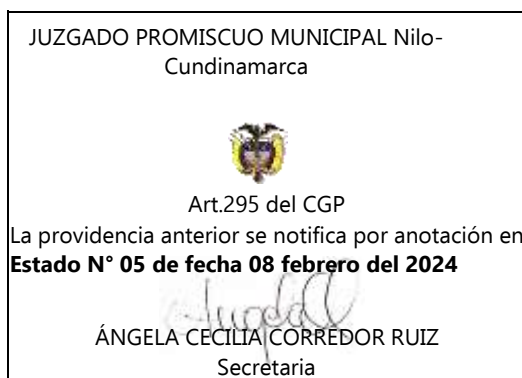 JUZGADO PROMISCUO MUNICIPAL Nilo-
Cundinamarca
Art.295 del CGP
La providencia anterior se notifica por anotación en
Estado N° 05 de fecha 08 febrero del 2024
ÁNGELA CECILIA CORREDOR RUIZ
Secretaria